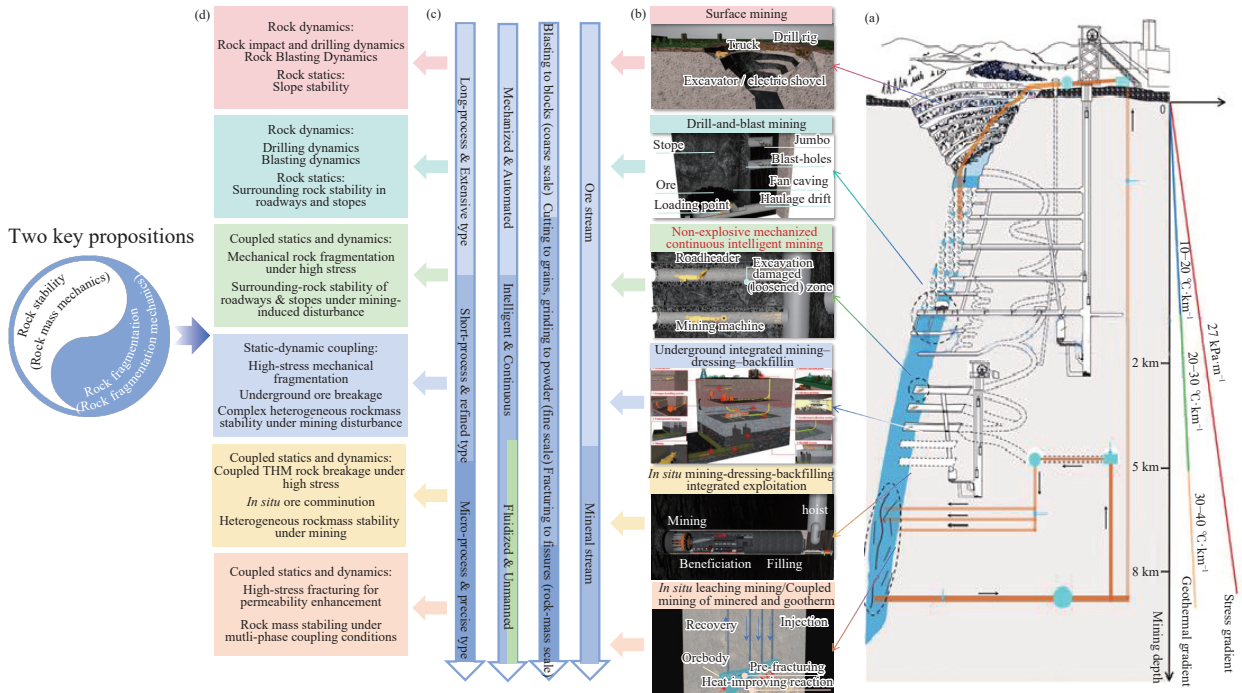 (d)
(c)
(b)
(a)
Two key propositions
Rock stability
(Rock mass mechanics)
Rock fragmentation
(Rock fragmentation mechanics)
Rock dynamics:
Rock impact and drilling dynamics
Rock Blasting Dynamics
Rock statics:
Slope stability
Rock dynamics:
Drilling dynamics
Blasting dynamics
Rock statics:
Surrounding rock stability in
roadways and stopes
Coupled statics and dynamics:
Mechanical rock fragmentation
under high stress
Surrounding-rock stability of
roadways & stopes under mining-
induced disturbance
Static-dynamic coupling:
High-stress mechanical
fragmentation
Underground ore breakage
Complex heterogeneous rockmass
stability under mining disturbance
Coupled statics and dynamics:
Coupled THM rock breakage under
high stress
In situ ore comminution
Heterogeneous rockmass stability
under mining
Coupled statics and dynamics:
High-stress fracturing for
permeability enhancement
Rock mass stabiling under
mutli-phase coupling conditions
Long-process & Extensive type
Short-process & refined type
Micro-process & precise type
Mechanized & Automated
Intelligent & Continuous
Fluidized & Unmanned
Blasting to blocks (coarse scale) Cutting to grains, grinding to powder (fine scale) Fracturing to fissures (rock-mass scale)
Ore stream
Mineral stream
Surface mining
Drill rig
Truck
Excavator / electric shovel
Drill-and-blast mining
Stope
Jumbo
Blast-holes
Ore
Fan caving
Loading point
Haulage drift
Non-explosive mechanized
continuous intelligent mining
Roadheader
Excavation
damaged
(loosened) zone
Mining machine
Underground integrated mining–
dressing–backfillin
In situ mining-dressing-backfilling
integrated exploitation
hoist
Mining
Beneficiation
Filling
In situ leaching mining/Coupled
mining of minered and geotherm
Recovery
Injection
Orebody
Pre-fracturing
Heat-improving reaction
0
2 km
5 km
8 km
10–20 ℃·km⁻¹
20–30 ℃·km⁻¹
30–40 ℃·km⁻¹
27 kPa·m⁻¹
Mining depth
Geothermal gradient
Stress gradient